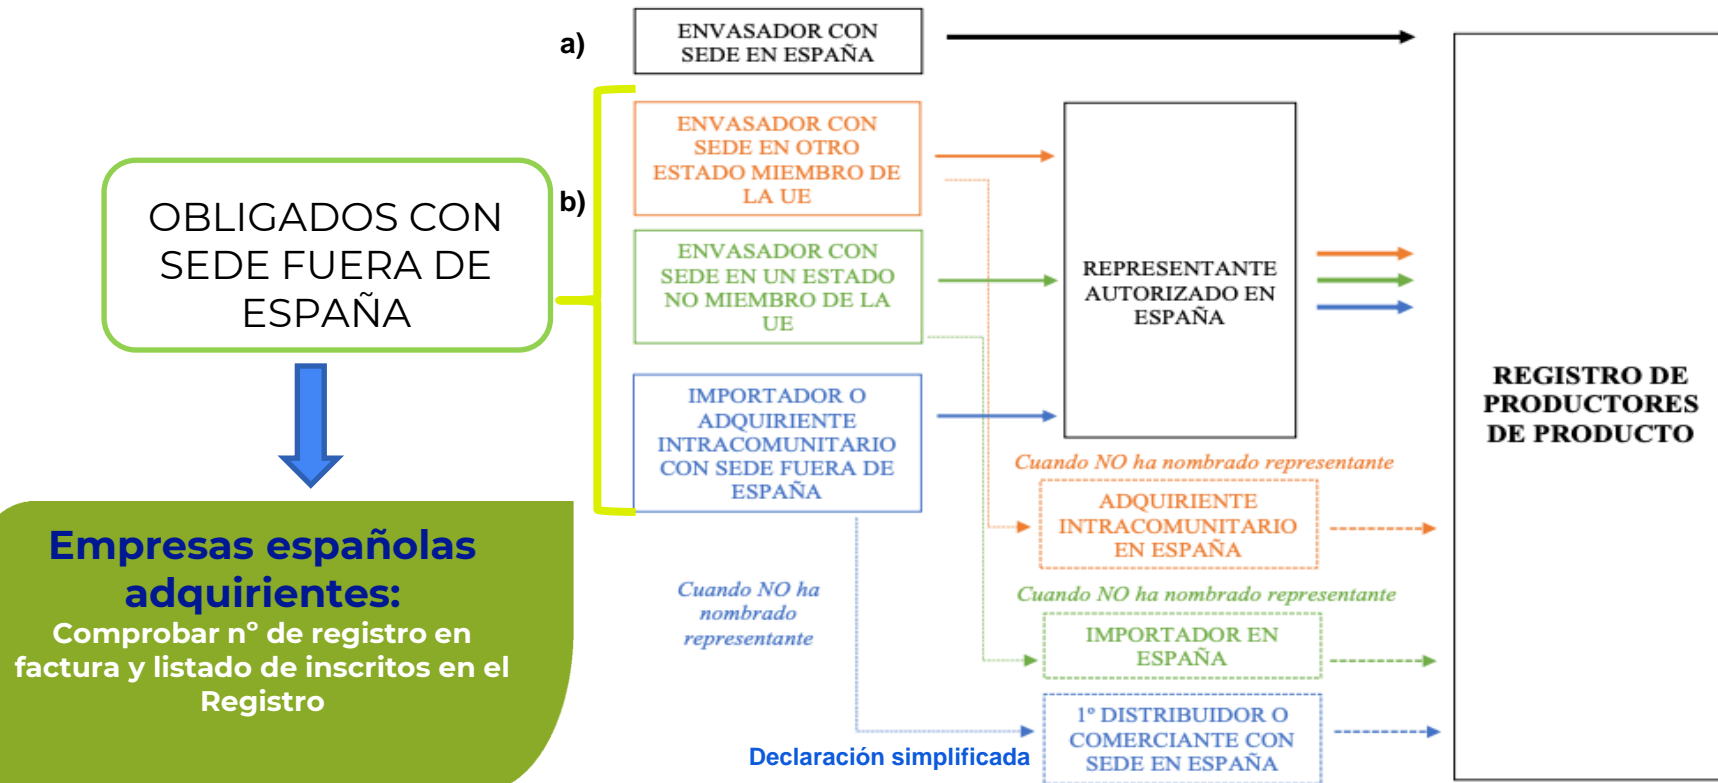 a)
ENVASADOR CON
SEDE EN ESPAÑA
b)
ENVASADOR CON
SEDE EN OTRO
ESTADO MIEMBRO DE
LA UE
ENVASADOR CON
SEDE EN UN ESTADO
NO MIEMBRO DE LA
UE
IMPORTADOR O
ADQUIRIENTE
INTRACOMUNITARIO
CON SEDE FUERA DE
ESPAÑA
OBLIGADOS CON
SEDE FUERA DE
ESPAÑA
Empresas españolas
adquirientes:
Comprobar nº de registro en
factura y listado de inscritos en el
Registro
Cuando NO ha
nombrado
representante
Declaración simplificada
REPRESENTANTE
AUTORIZADO EN
ESPAÑA
Cuando NO ha nombrado representante
ADQUIRIENTE
INTRACOMUNITARIO
EN ESPAÑA
Cuando NO ha nombrado representante
IMPORTADOR EN
ESPAÑA
1º DISTRIBUIDOR O
COMERCIANTE CON
SEDE EN ESPAÑA
REGISTRO DE
PRODUCTORES
DE PRODUCTO